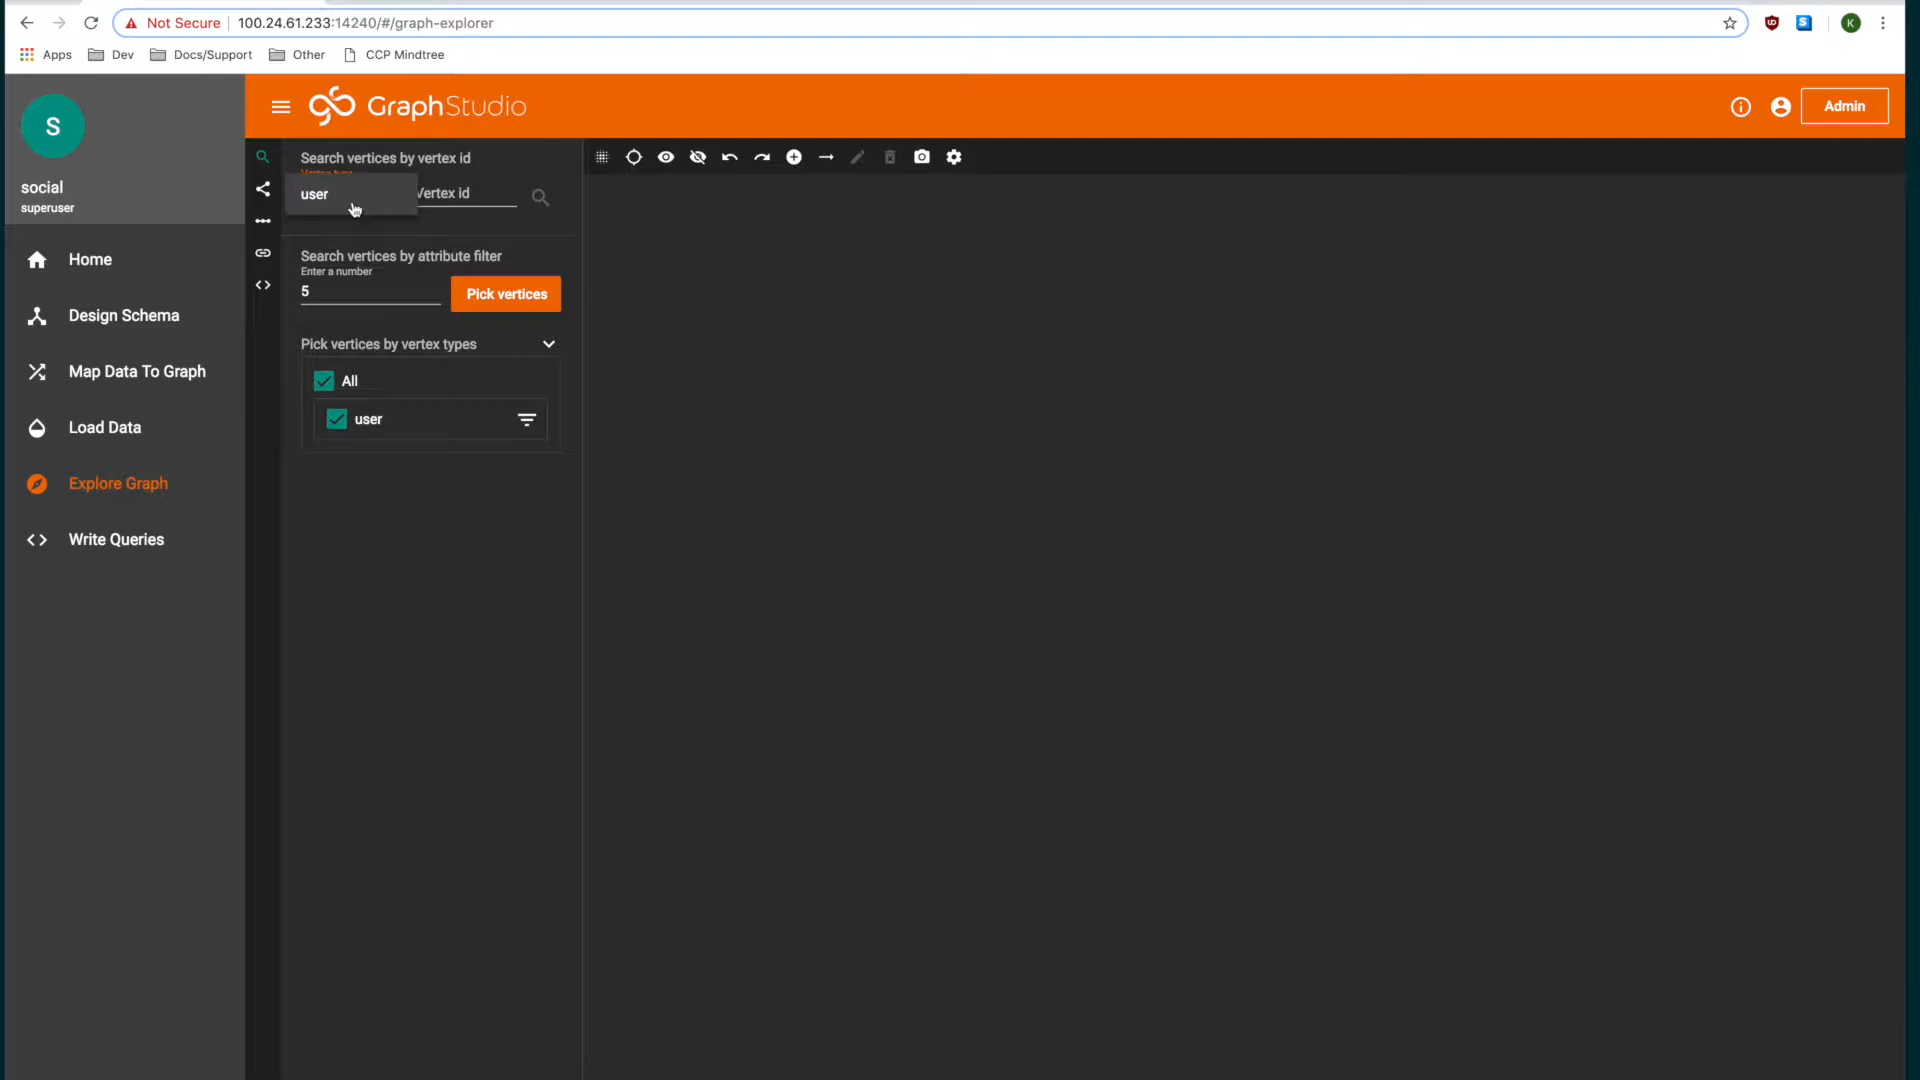 Not Secure
100.24.61.233:14240/#/graph-explorer
K
Apps
Dev
Docs/Support
Other
CCP Mindtree
S
social
superuser
GraphStudio
Admin
Home
Design Schema
Map Data To Graph
Load Data
Explore Graph
Write Queries
Search vertices by vertex id
Vertex type
user
Vertex id
Search vertices by attribute filter
Enter a number
5
Pick vertices
Pick vertices by vertex types
All
user